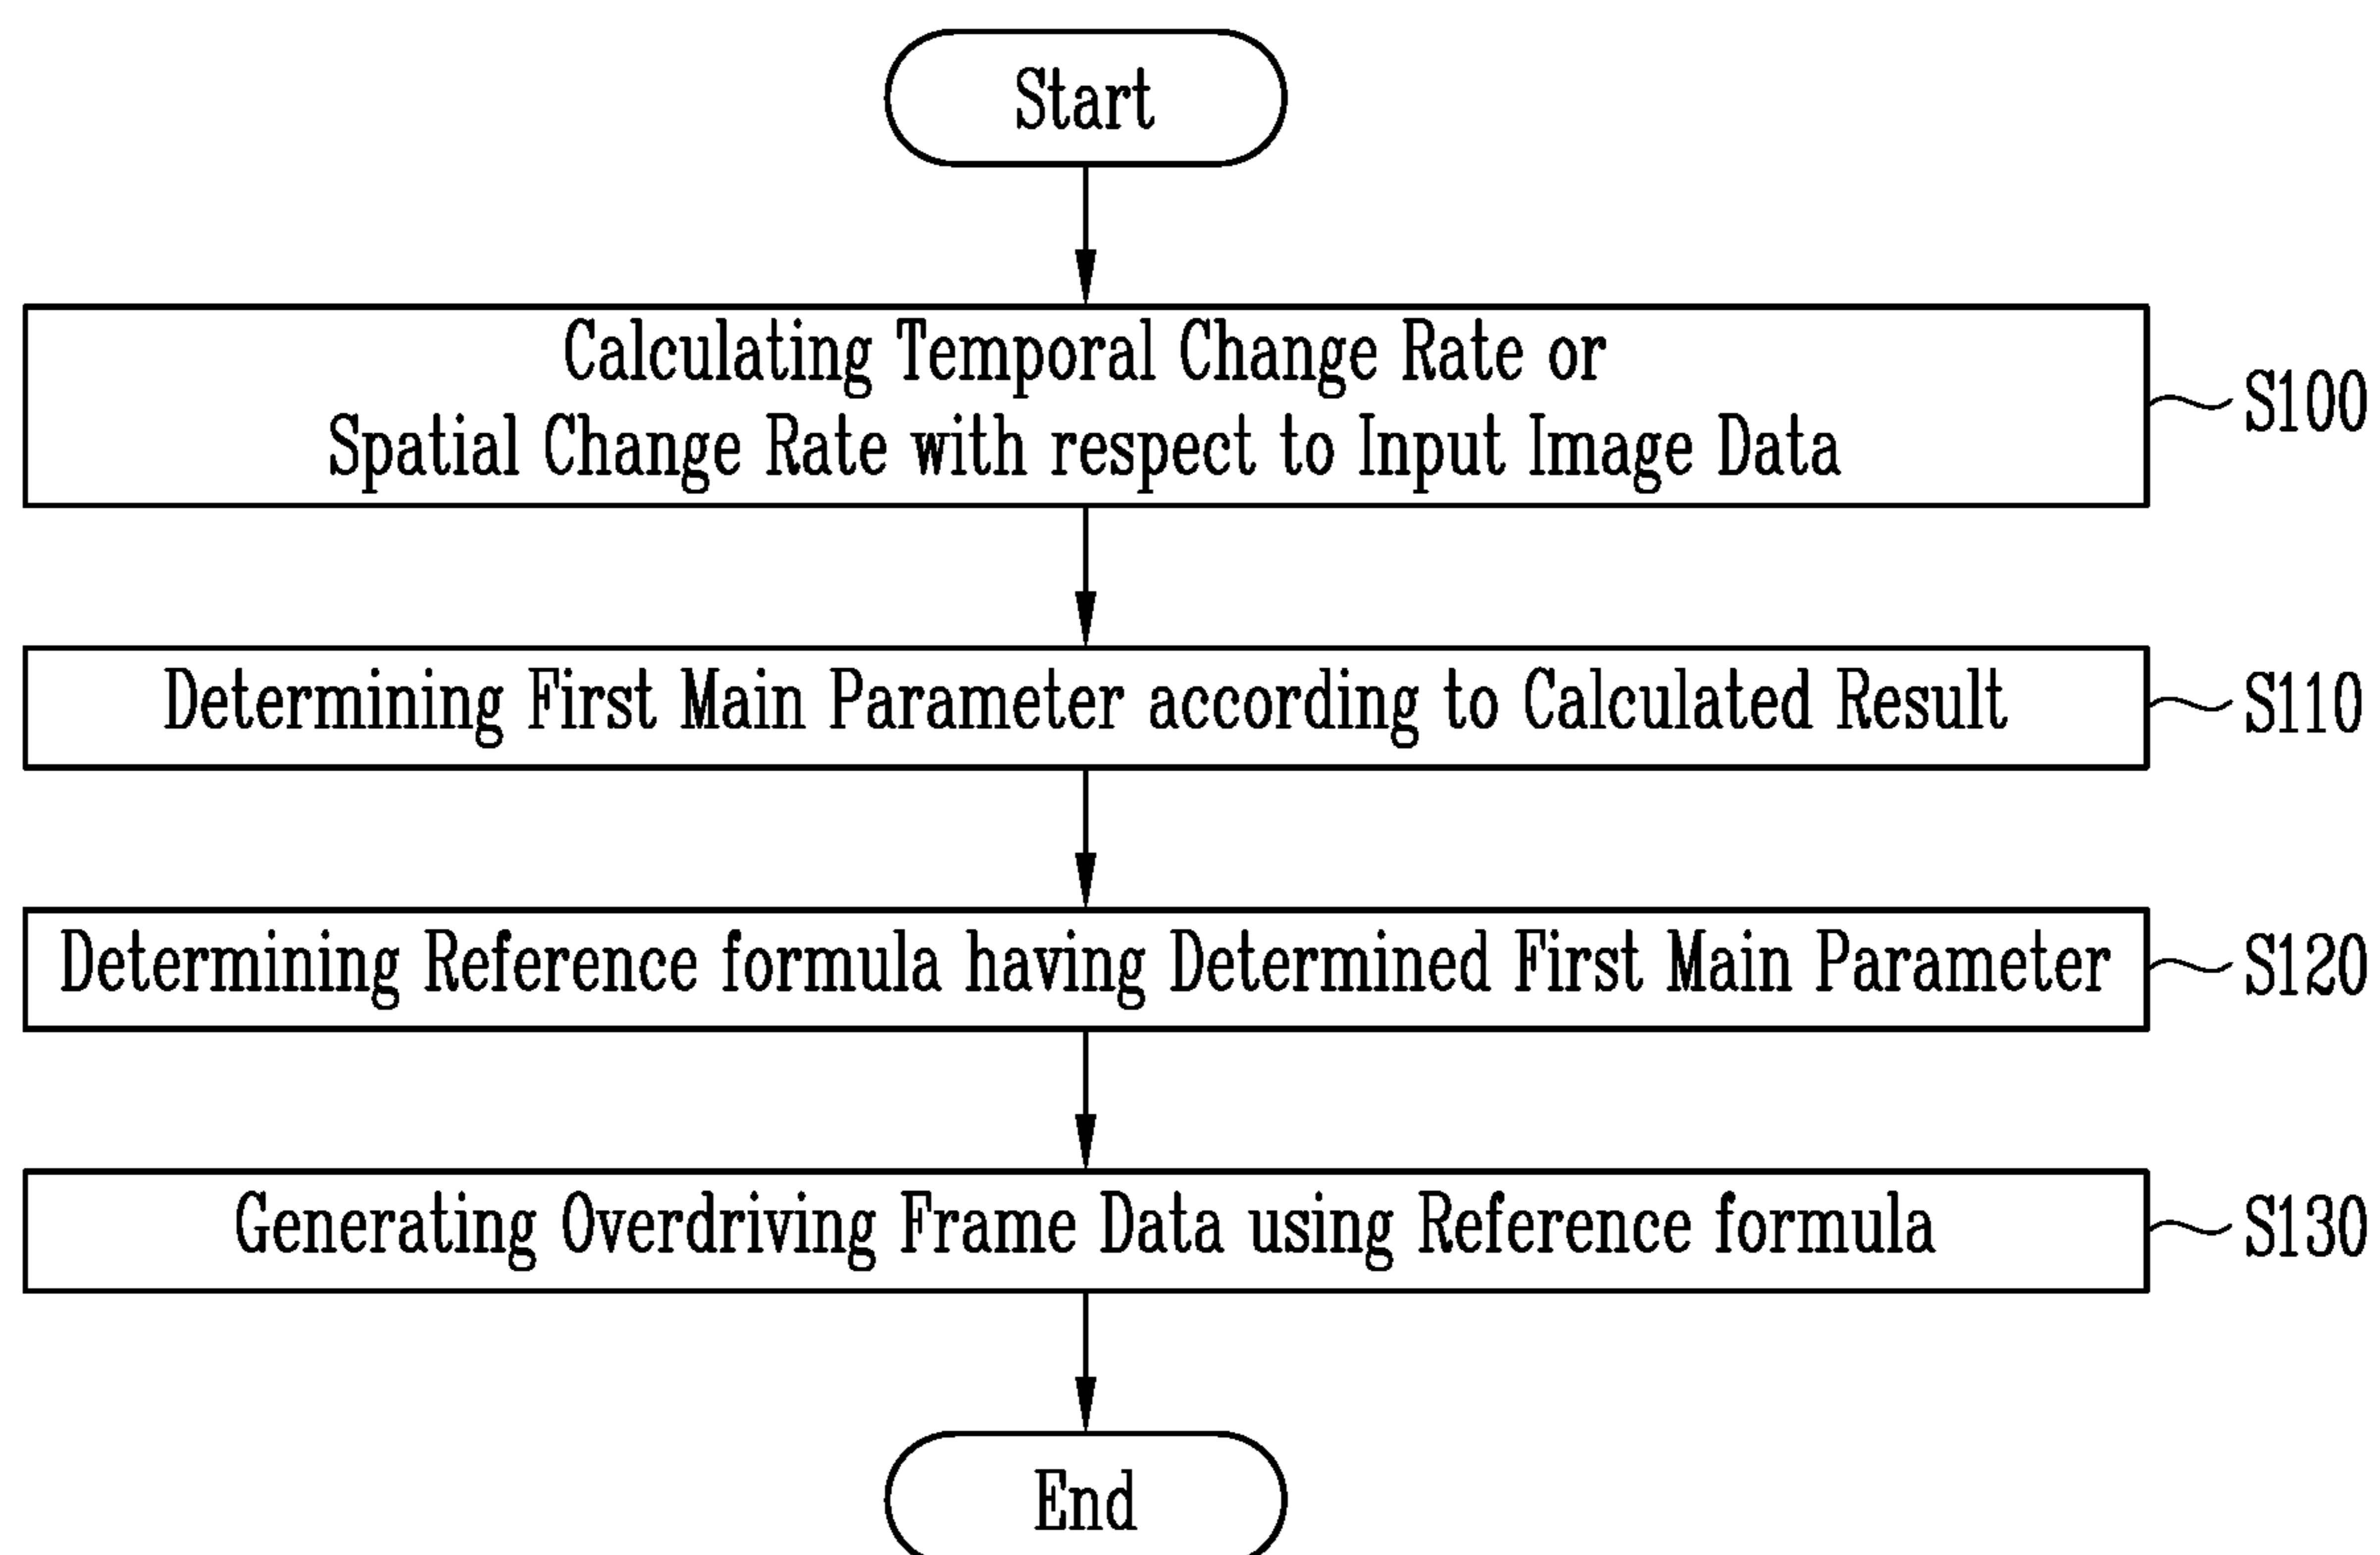 Start
Calculating Temporal Change Rate or
Spatial Change Rate with respect to Input Image Data
S100
Determining First Main Parameter according to Calculated Result
S110
Determining Reference formula having Determined First Main Parameter
S120
Generating Overdriving Frame Data using Reference formula
S130
End